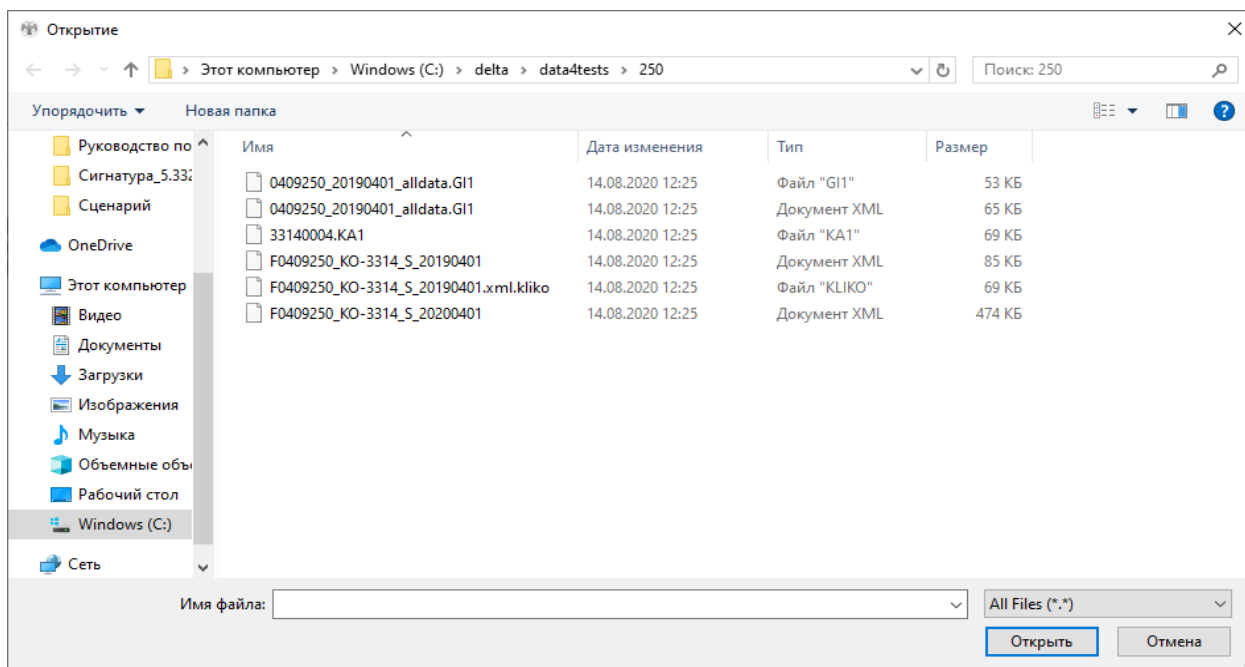 Открытие
Этот компьютер > Windows (C:) > delta > data4tests > 250
Поиск: 250
Упорядочить
Новая папка
Руководство по
Сигнатура_5.332
Сценарий
OneDrive
Этот компьютер
Видео
Документы
Загрузки
Изображения
Музыка
Объемные объ
Рабочий стол
Windows (C:)
Сеть
Имя Дата изменения Тип Размер
0409250_20190401_alldata.GI1 14.08.2020 12:25 Файл "GI1" 53 КБ
0409250_20190401_alldata.GI1 14.08.2020 12:25 Документ XML 65 КБ
33140004.KA1 14.08.2020 12:25 Файл "KA1" 69 КБ
F0409250_KO-3314_S_20190401 14.08.2020 12:25 Документ XML 85 КБ
F0409250_KO-3314_S_20190401.xml.kliko 14.08.2020 12:25 Файл "KLIKO" 69 КБ
F0409250_KO-3314_S_20200401 14.08.2020 12:25 Документ XML 474 КБ
Имя файла:
All Files (*.*)
Открыть Отмена